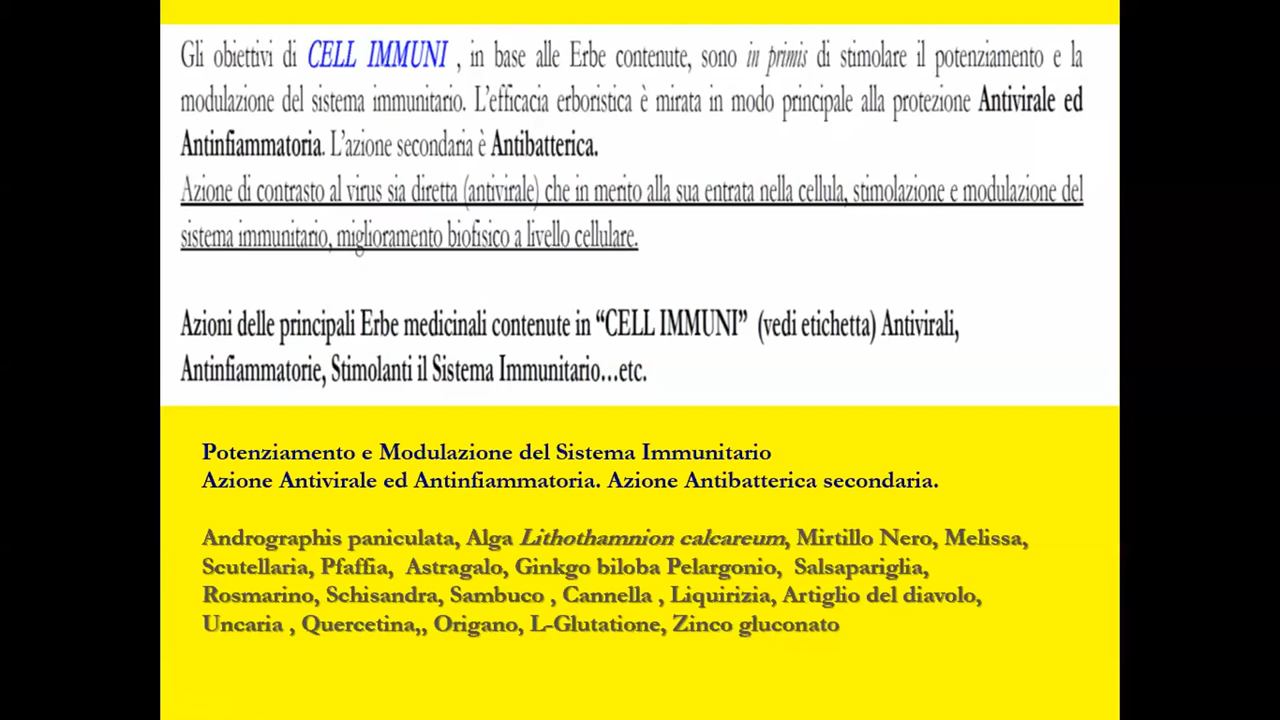 Gli obiettivi di CELL IMMUNI , in base alle Erbe contenute, sono in primis di stimolare il potenziamento e la
modulazione del sistema immunitario. L’efficacia erboristica è mirata in modo principale alla protezione Antivirale ed
Antinfiammatoria. L’azione secondaria è Antibatterica.
Azione di contrasto al virus sia diretta (antivirale) che in merito alla sua entrata nella cellula, stimolazione e modulazione del
sistema immunitario, miglioramento biofisico a livello cellulare.
Azioni delle principali Erbe medicinali contenute in “CELL IMMUNI” (vedi etichetta) Antivirali,
Antinfiammatorie, Stimolanti il Sistema Immunitario…etc.
Potenziamento e Modulazione del Sistema Immunitario
Azione Antivirale ed Antinfiammatoria. Azione Antibatterica secondaria.
Andrographis paniculata, Alga Lithothamnion calcareum, Mirtillo Nero, Melissa,
Scutellaria, Pfaffia, Astragalo, Ginkgo biloba Pelargonio, Salsapariglia,
Rosmarino, Schisandra, Sambuco , Cannella , Liquirizia, Artiglio del diavolo,
Uncaria , Quercetina,, Origano, L-Glutatione, Zinco gluconato